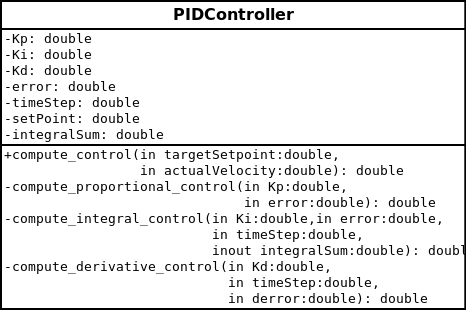 PIDController
-Kp: double
-Ki: double
-Kd: double
-error: double
-timeStep: double
-setPoint: double
-integralSum: double
+compute_control(in targetSetpoint:double,
in actualVelocity:double): double
-compute_proportional_control(in Kp:double,
in error:double): double
-compute_integral_control(in Ki:double,in error:double,
in timeStep:double,
inout integralSum:double): doubl
-compute_derivative_control(in Kd:double,
in timeStep:double,
in derror:double): double